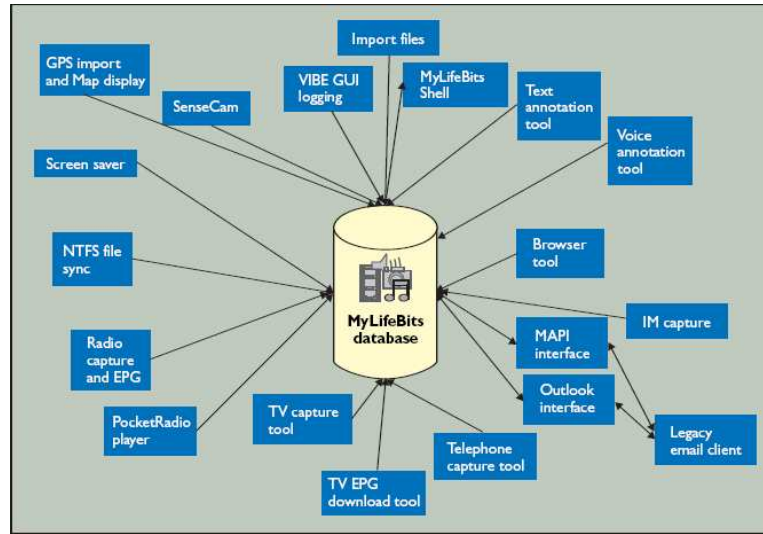 Import files
GPS import
and Map display
VIBE GUI
logging
MyLifeBits
Shell
SenseCam
Text
annotation
tool
Voice
annotation
tool
Screen saver
NTFS file
sync
Browser
tool
MyLifeBits
database
IM capture
Radio
capture
and EPG
MAPI
interface
Outlook
interface
PocketRadio
player
TV capture
tool
Telephone
capture tool
Legacy
email client
TV EPG
download tool